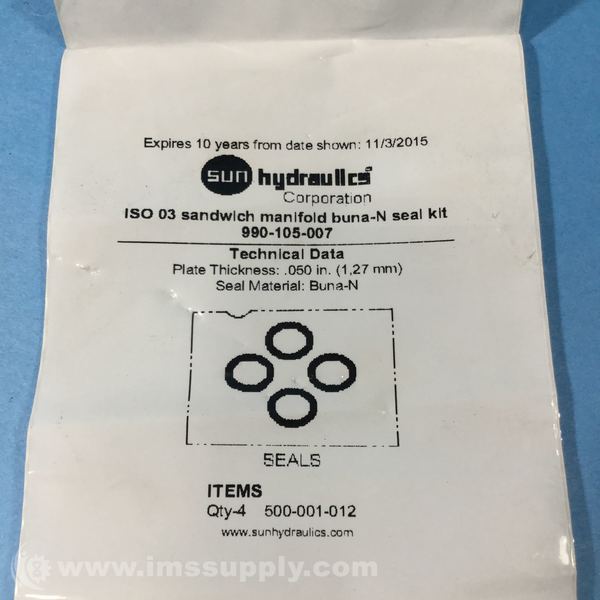 Expires 10 years from date shown: 11/3/2015
sun hydraulics
Corporation
ISO 03 sandwich manifold buna-N seal kit
990-105-007
Technical Data
Plate Thickness: .050 in. (1,27 mm)
Seal Material: Buna-N
SEALS
ITEMS
Qty-4 500-001-012
www.sunhydraulics.com
www.imssupply.com